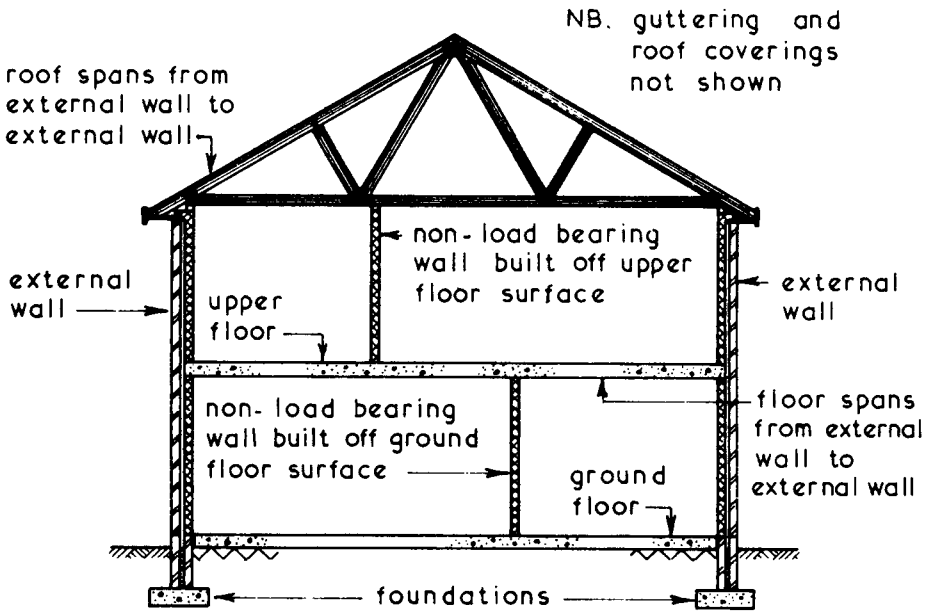 NB. guttering and
roof coverings
not shown
roof spans from
external wall to
external wall
non-load bearing
wall built off upper
floor surface
external
wall
upper
floor
external
wall
non-load bearing
wall built off ground
floor surface
floor spans
from external
wall to
external wall
ground
floor
foundations